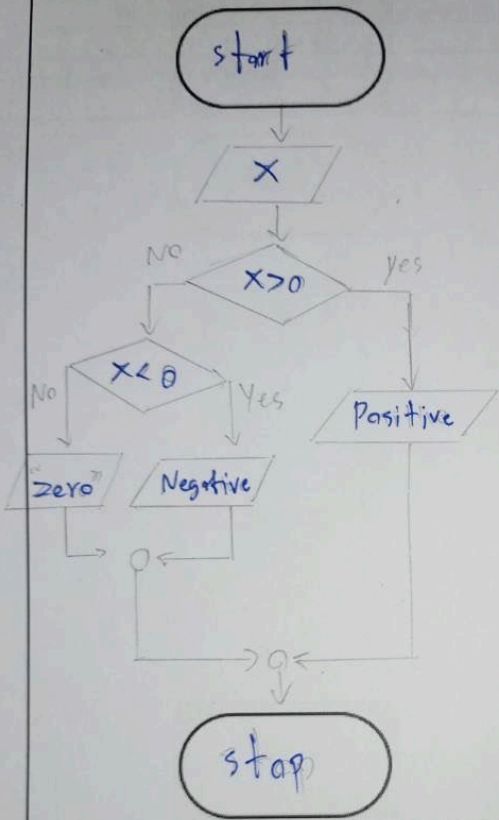 start
X
No
yes
X>0
X< 0
No
Yes
Positive
"zero"
Negative
stop